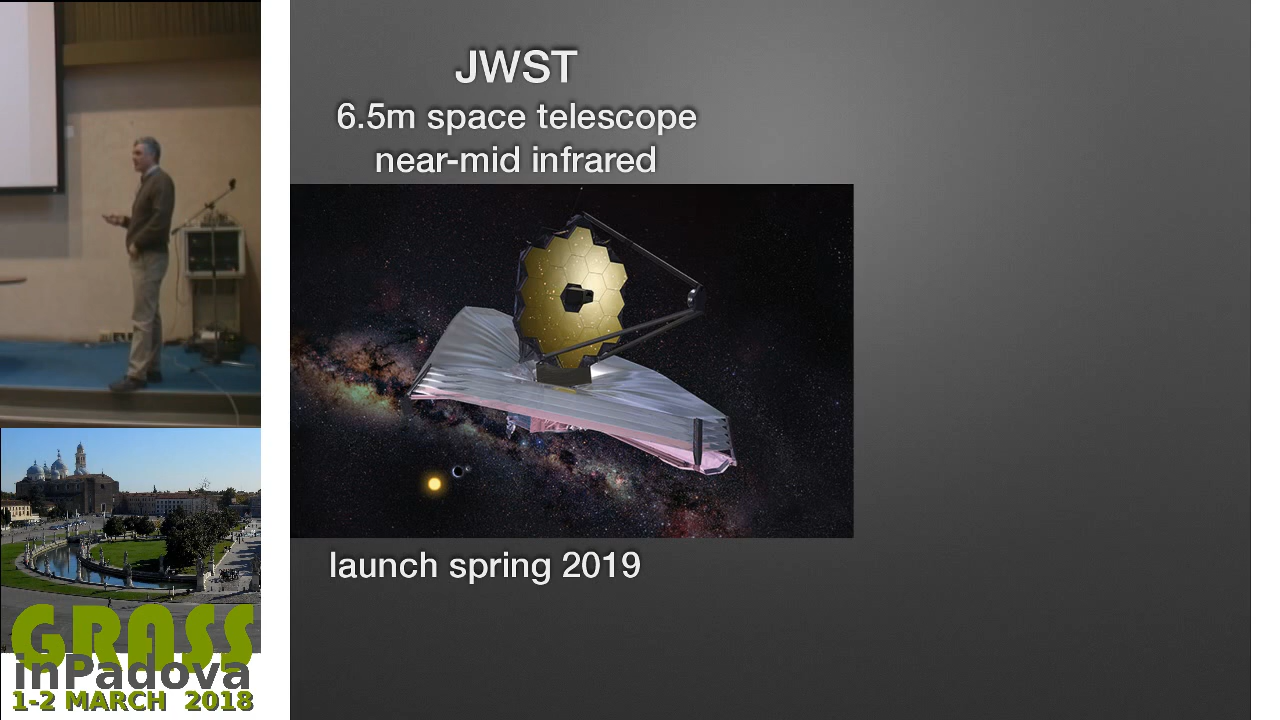 JWST
6.5m space telescope
near-mid infrared
launch spring 2019
GRASS
inPadova
1-2 MARCH 2018